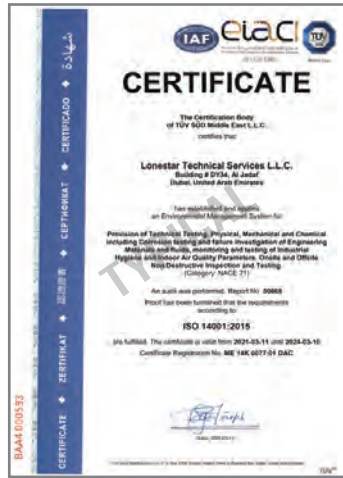 IAF
eiaci
TÜV
SÜD
CERTIFICATE
The Certification Body
of TÜV SÜD Middle East L.L.C.
certifies that
Lonestar Technical Services L.L.C.
Building # DY34, Al Jadaf
Dubai, United Arab Emirates
has established and applies
an Environmental Management System for
Provision of Technical Testing, Physical, Mechanical and Chemical
including Corrosion testing and failure investigation of Engineering
Materials and fluids, monitoring and testing of Industrial
Hygiene and Indoor Air Quality Parameters, Onsite and Offsite
Non Destructive Inspection and Testing
(Category: NACE 71)
An audit was performed, Report No.
Proof has been furnished that the requirements
according to
ISO 14001:2015
are fulfilled. The certificate is valid from 2021-03-11 until 2024-03-10
Certificate Registration No. ME 14K 0077-01 DAC
CERTIFICATE ◆ ZERTIFIKAT ◆ ◆ СЕРТИФИКАТ ◆ CERTIFICADO ◆ شهادة
BAA4 000593